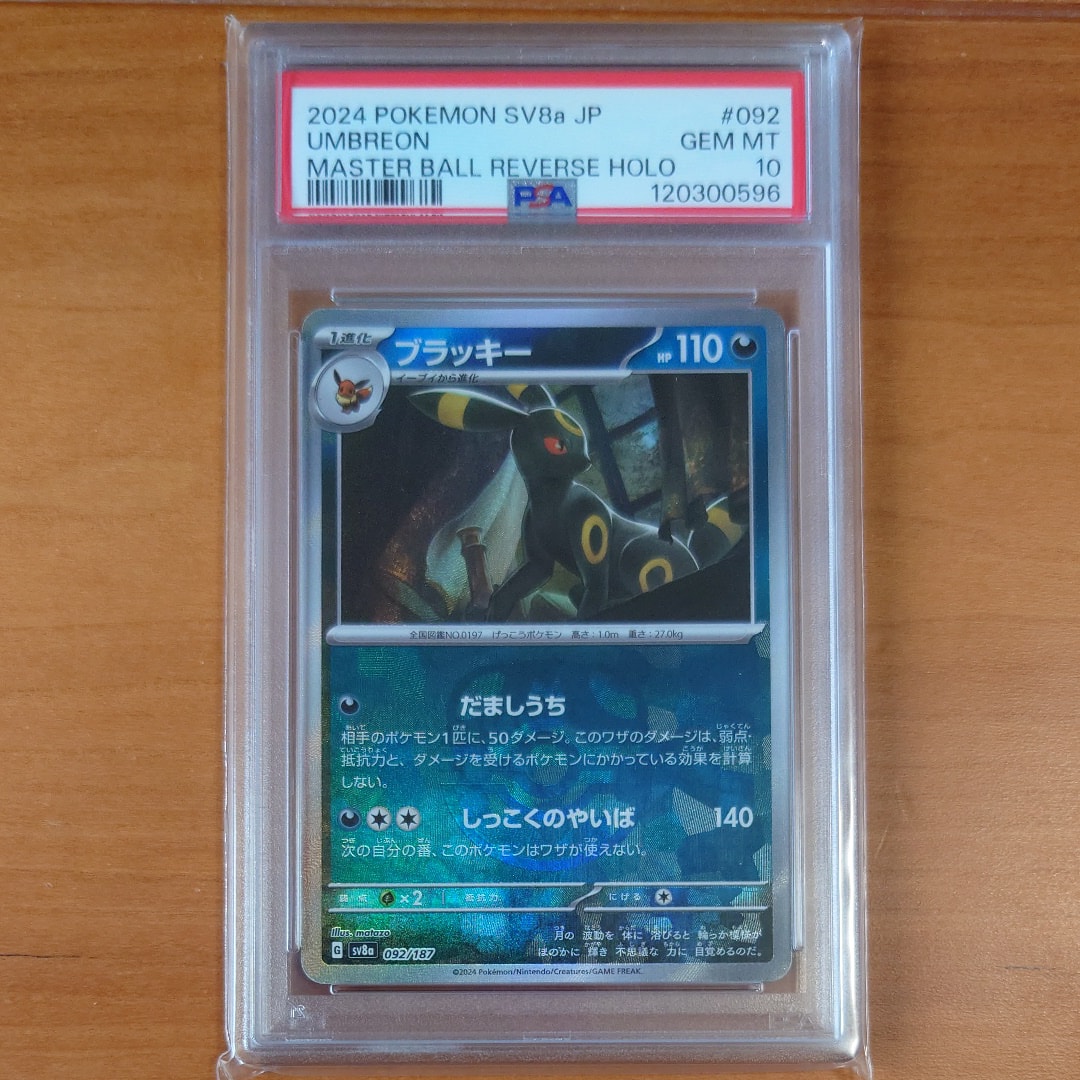 2024 POKEMON SV8a JP #092
UMBREON GEM MT
MASTER BALL REVERSE HOLO 10
PSA 120300596
1進化 ブラッキー HP 110
イーブイから進化
全国図鑑NO.0197 げっこうポケモン 高さ:1.0m 重さ:27.0kg
だましうち
相手のポケモン1匹に、50ダメージ。このワザのダメージは、弱点・
抵抗力と、ダメージを受けるポケモンにかかっている効果を計算
しない。
しっこくのやいば 140
次の自分の番、このポケモンはワザが使えない。
弱点 ×2 抵抗力 にげる
illus. matazo
月の 波動を 体に 浴びると 輪っか模様が
G sv8a 092/187 ほのかに 輝き 不思議な 力に 目覚めるのだ。
©2024 Pokémon/Nintendo/Creatures/GAME FREAK.